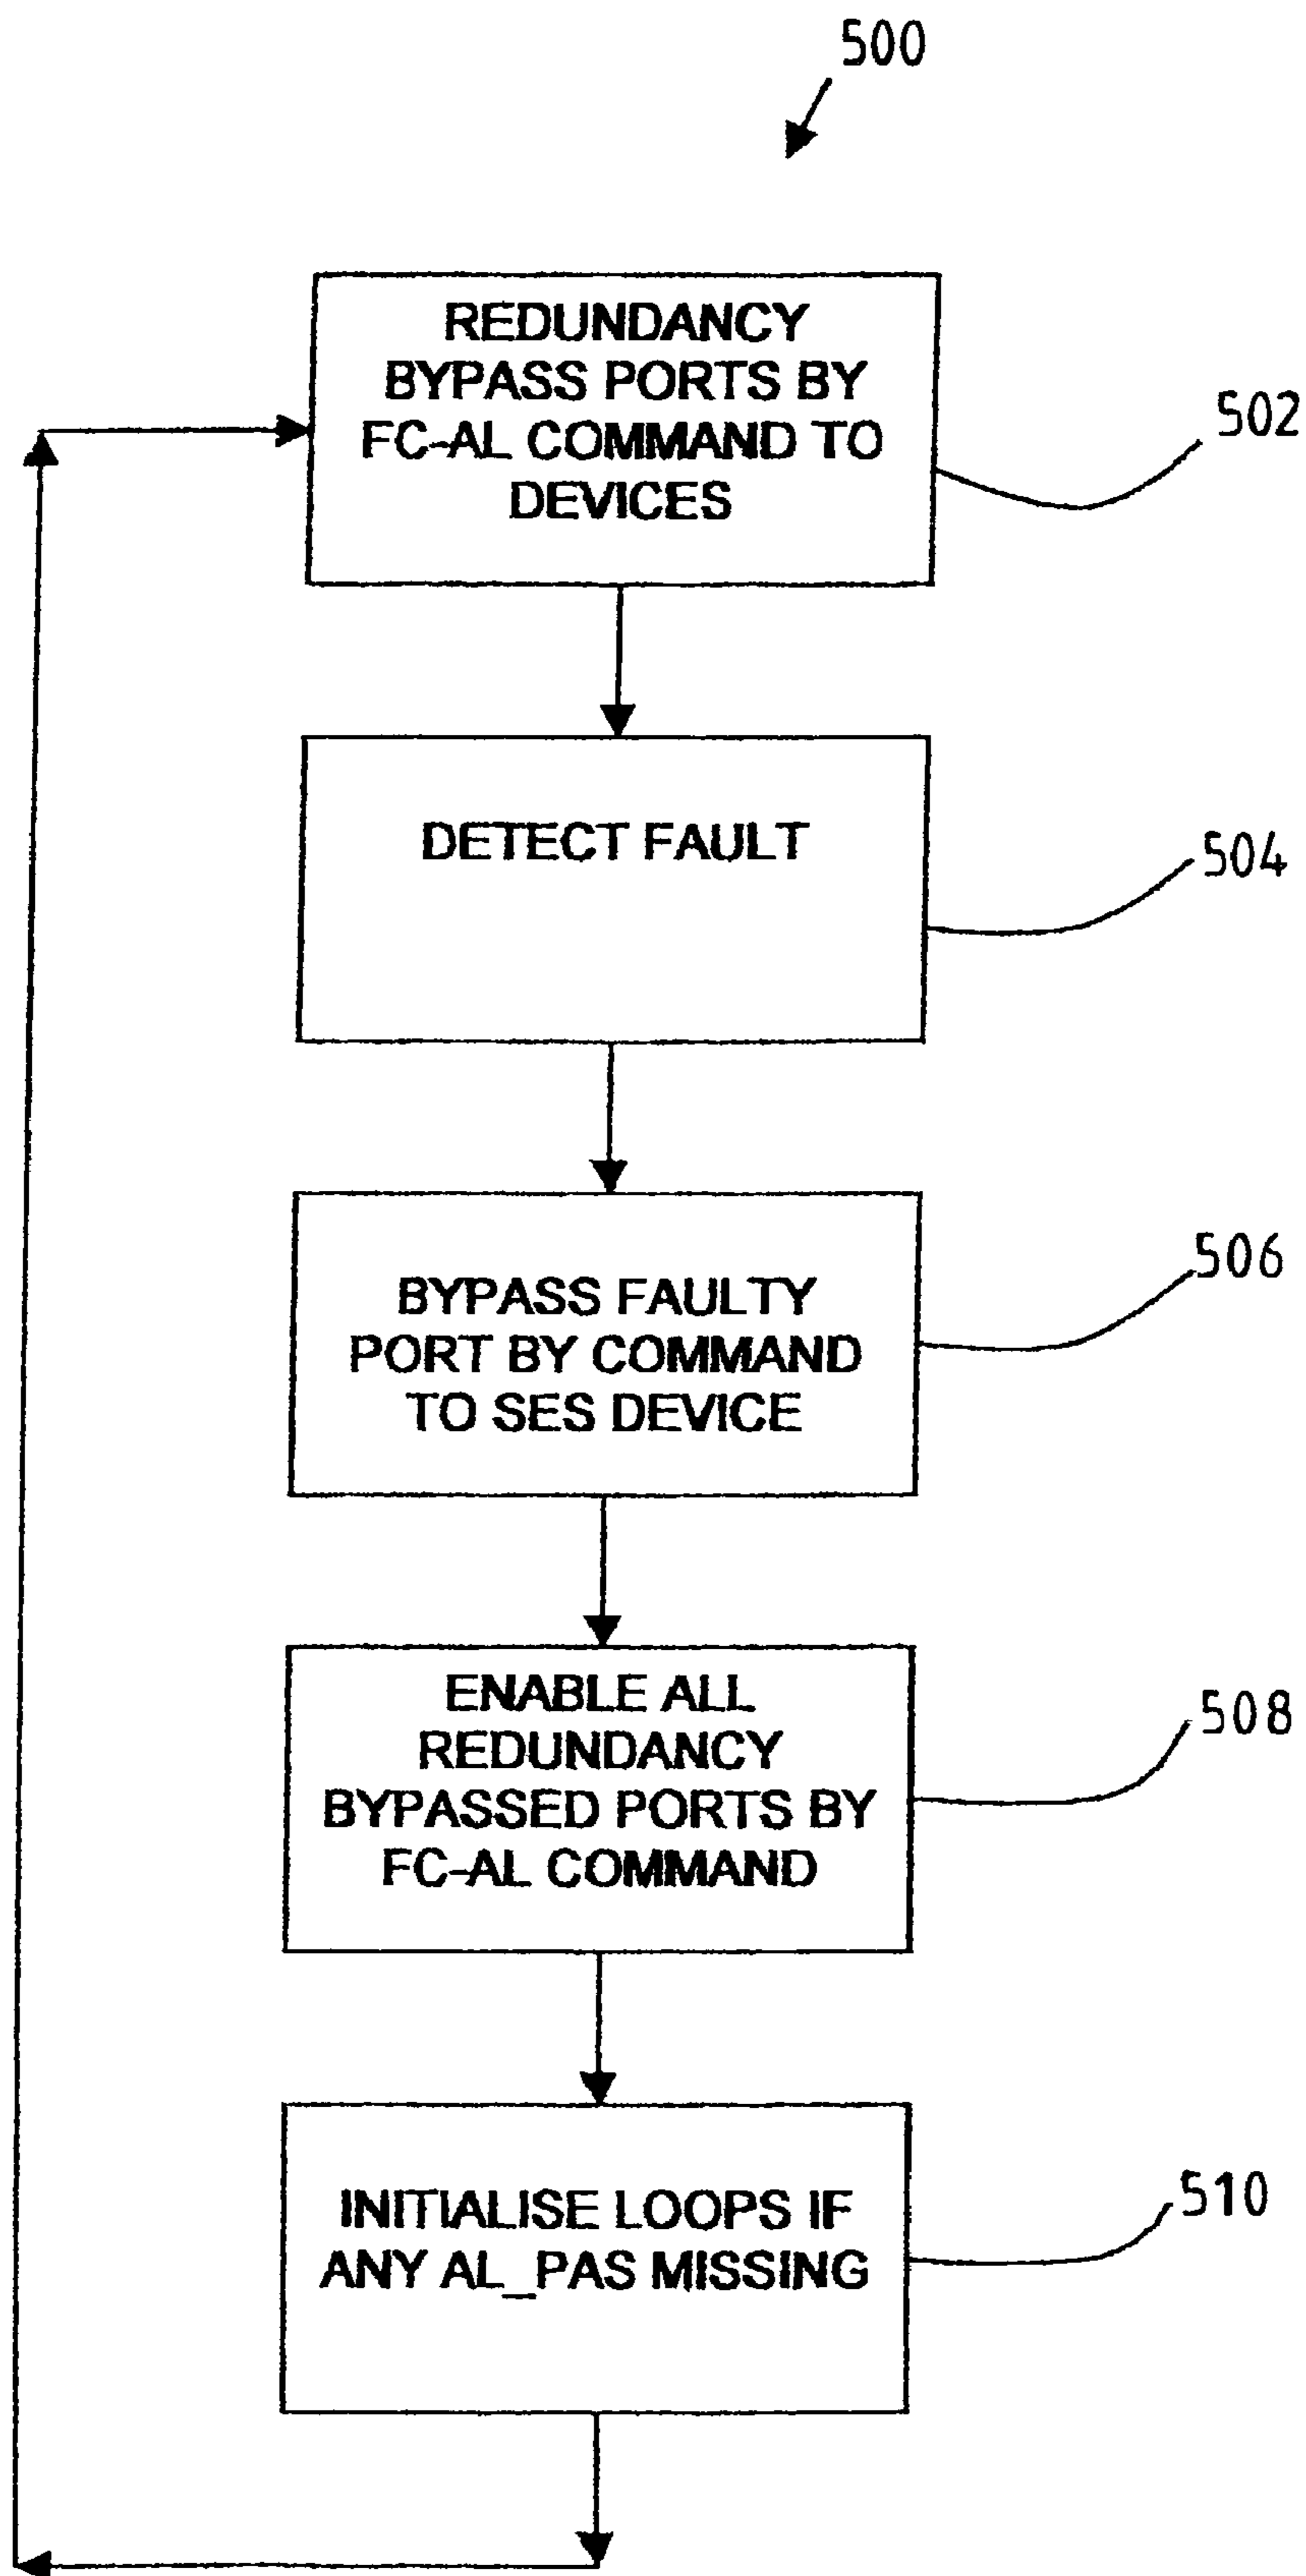 500
REDUNDANCY
BYPASS PORTS BY
FC-AL COMMAND TO
DEVICES
502
DETECT FAULT
504
BYPASS FAULTY
PORT BY COMMAND
TO SES DEVICE
506
ENABLE ALL
REDUNDANCY
BYPASSED PORTS BY
FC-AL COMMAND
508
INITIALISE LOOPS IF
ANY AL_PAS MISSING
510